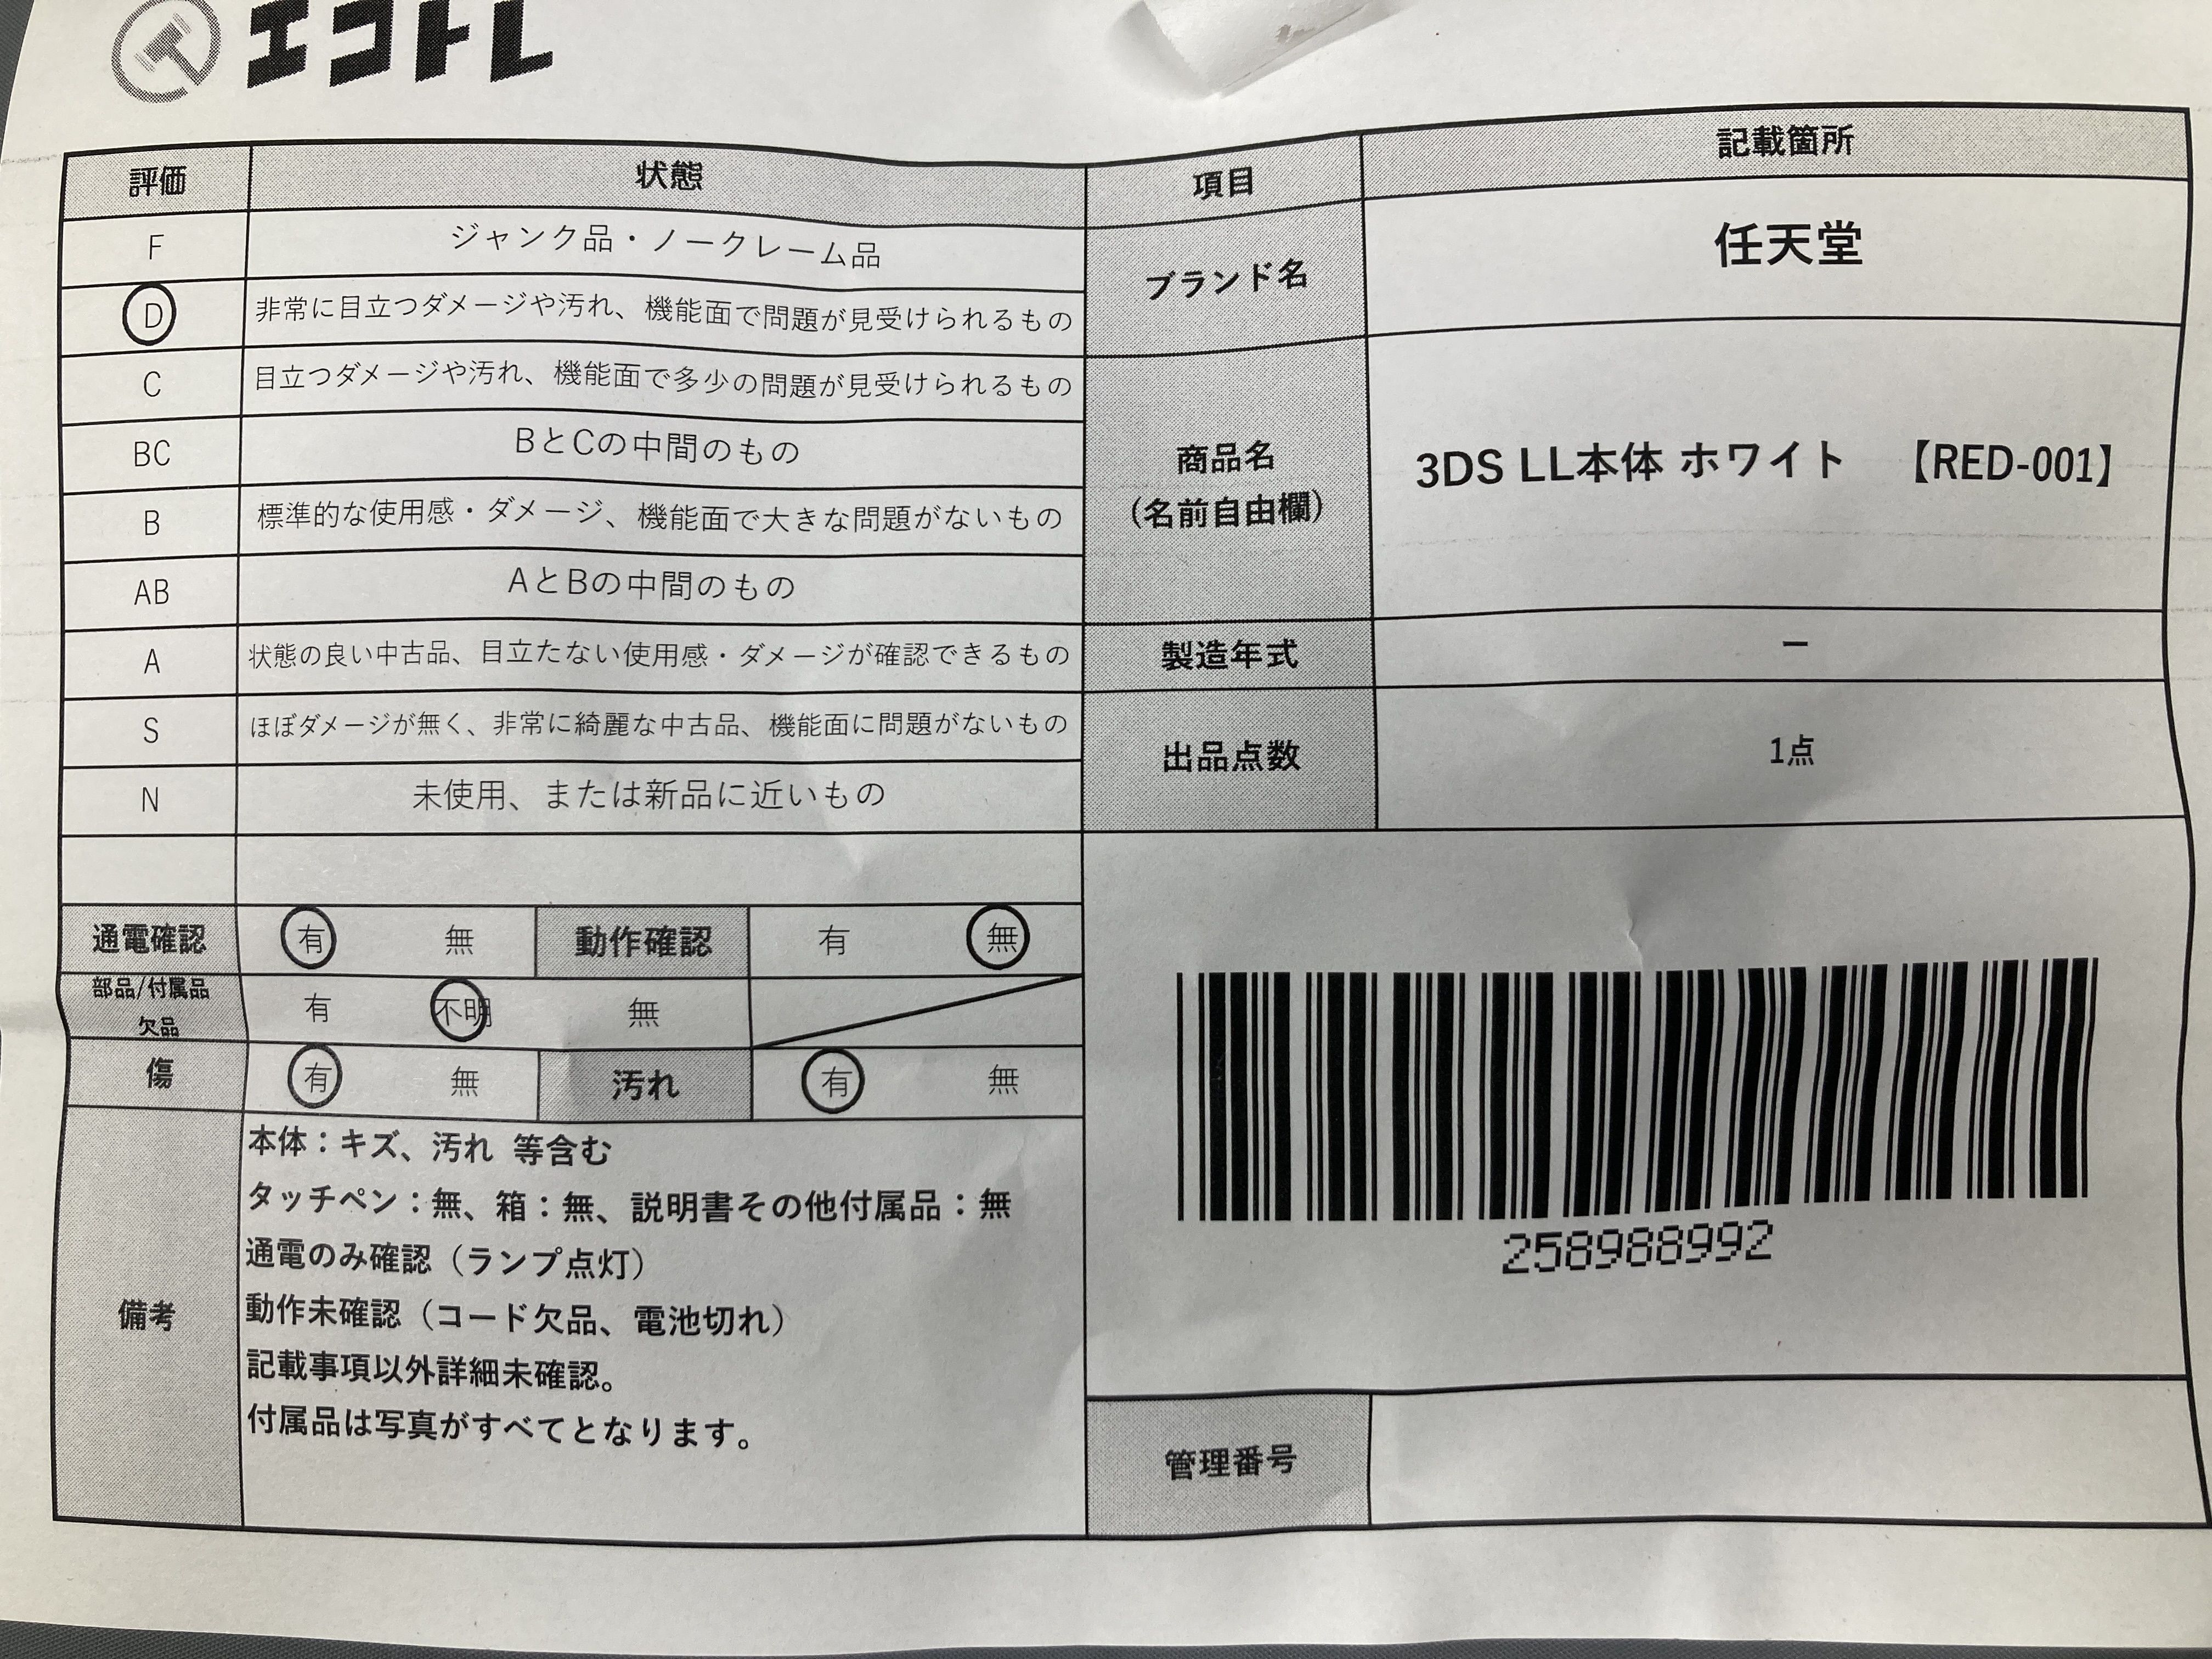 エコトレ
評価 状態
F ジャンク品・ノークレーム品
D 非常に目立つダメージや汚れ、機能面で問題が見受けられるもの
C 目立つダメージや汚れ、機能面で多少の問題が見受けられるもの
BC BとCの中間のもの
B 標準的な使用感・ダメージ、機能面で大きな問題がないもの
AB AとBの中間のもの
A 状態の良い中古品、目立たない使用感・ダメージが確認できるもの
S ほぼダメージが無く、非常に綺麗な中古品、機能面に問題がないもの
N 未使用、または新品に近いもの
通電確認 有 無 動作確認 有 無
部品/付属品
欠品 有 不明 無
傷 有 無 汚れ 有 無
備考
本体：キズ、汚れ 等含む
タッチペン：無、箱：無、説明書その他付属品：無
通電のみ確認（ランプ点灯）
動作未確認（コード欠品、電池切れ）
記載事項以外詳細未確認。
付属品は写真がすべてとなります。
項目 記載箇所
ブランド名 任天堂
商品名
（名前自由欄）
3DS LL本体 ホワイト 【RED-001】
製造年式 ー
出品点数 1点
258988992
管理番号